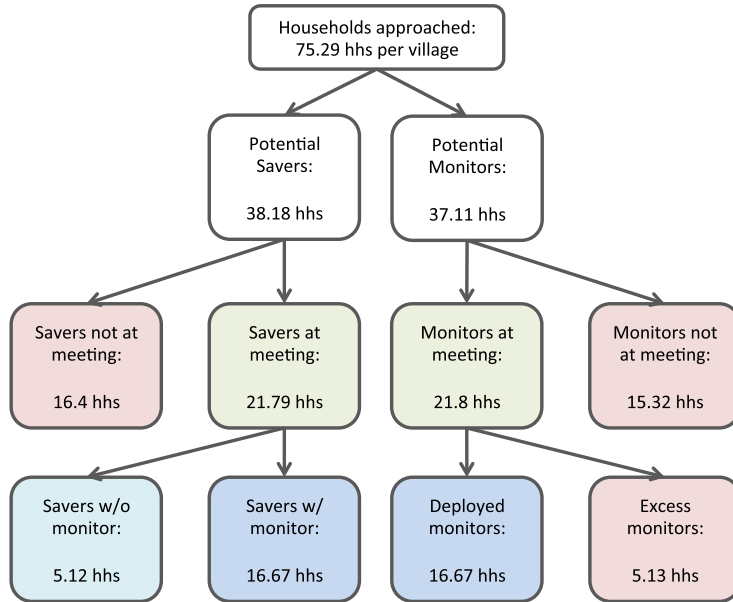 Households approached:
75.29 hhs per village
Potential
Savers:
38.18 hhs
Potential
Monitors:
37.11 hhs
Savers not at
meeting:
16.4 hhs
Savers at
meeting:
21.79 hhs
Monitors at
meeting:
21.8 hhs
Monitors not
at meeting:
15.32 hhs
Savers w/o
monitor:
5.12 hhs
Savers w/
monitor:
16.67 hhs
Deployed
monitors:
16.67 hhs
Excess
monitors:
5.13 hhs